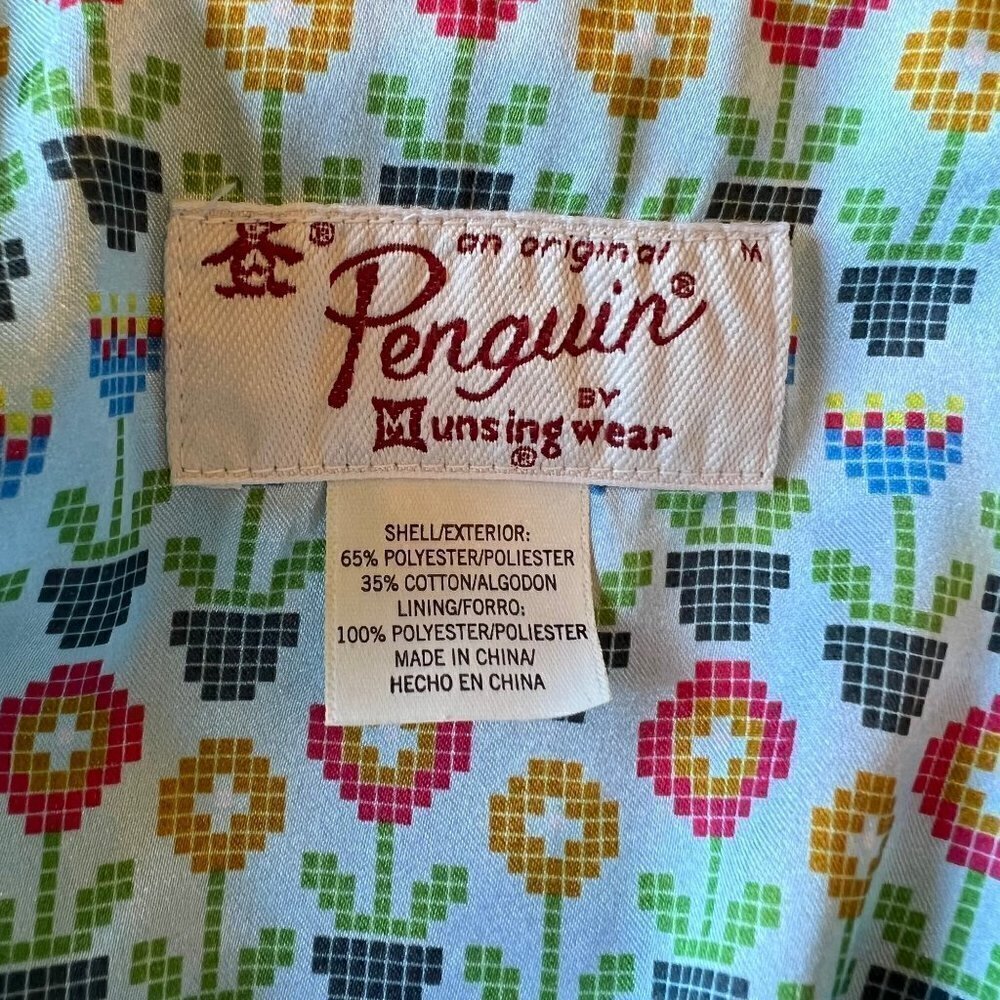 ® an original M
Penguin®
BY
Munsingwear
®
SHELL/EXTERIOR:
65% POLYESTER/POLIESTER
35% COTTON/ALGODON
LINING/FORRO:
100% POLYESTER/POLIESTER
MADE IN CHINA/
HECHO EN CHINA